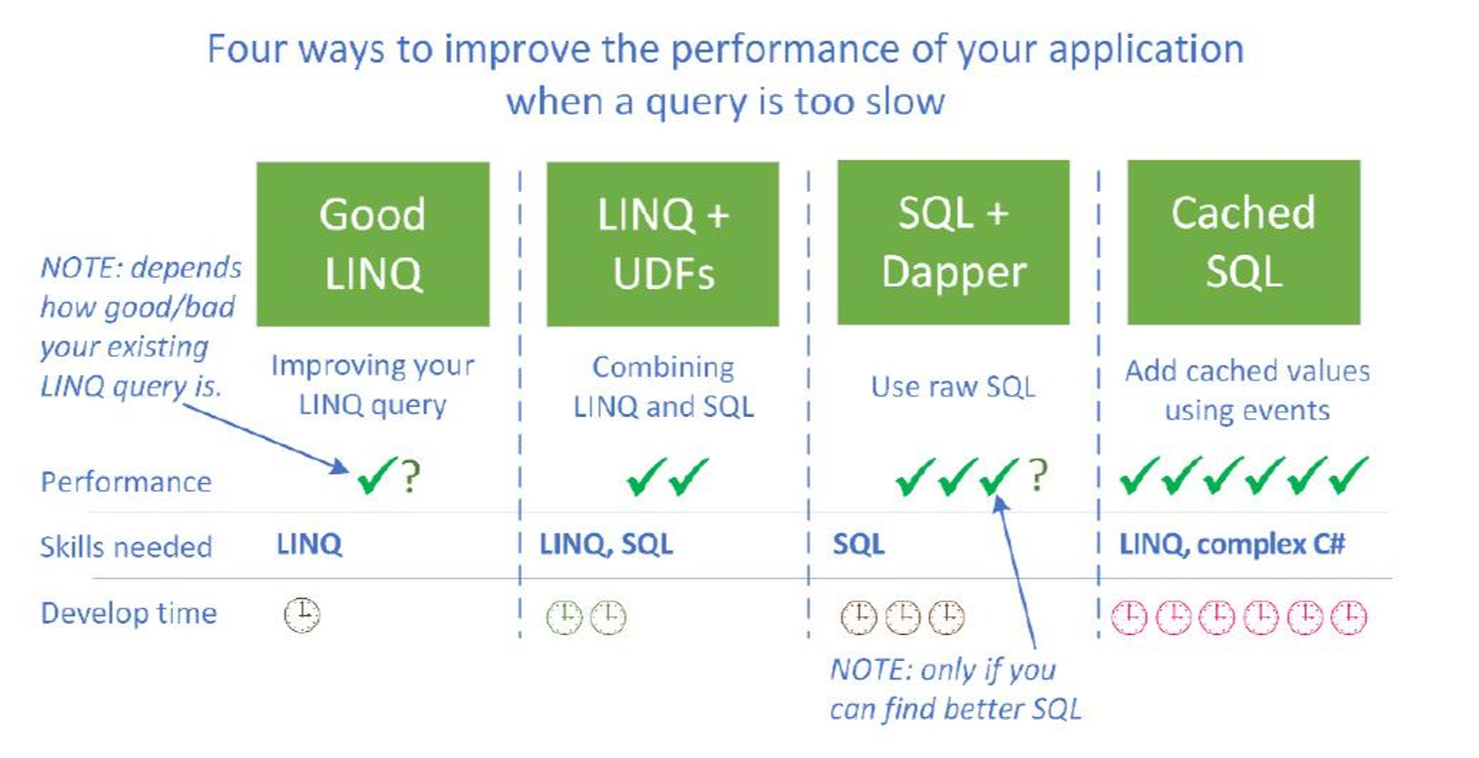 Four ways to improve the performance of your application
when a query is too slow
Good
LINQ
LINQ +
UDFs
SQL +
Dapper
Cached
SQL
NOTE: depends
how good/bad
your existing
LINQ query is.
Improving your
LINQ query
Combining
LINQ and SQL
Use raw SQL
Add cached values
using events
Performance
?
?
Skills needed
LINQ
LINQ, SQL
SQL
LINQ, complex C#
Develop time
NOTE: only if you
can find better SQL